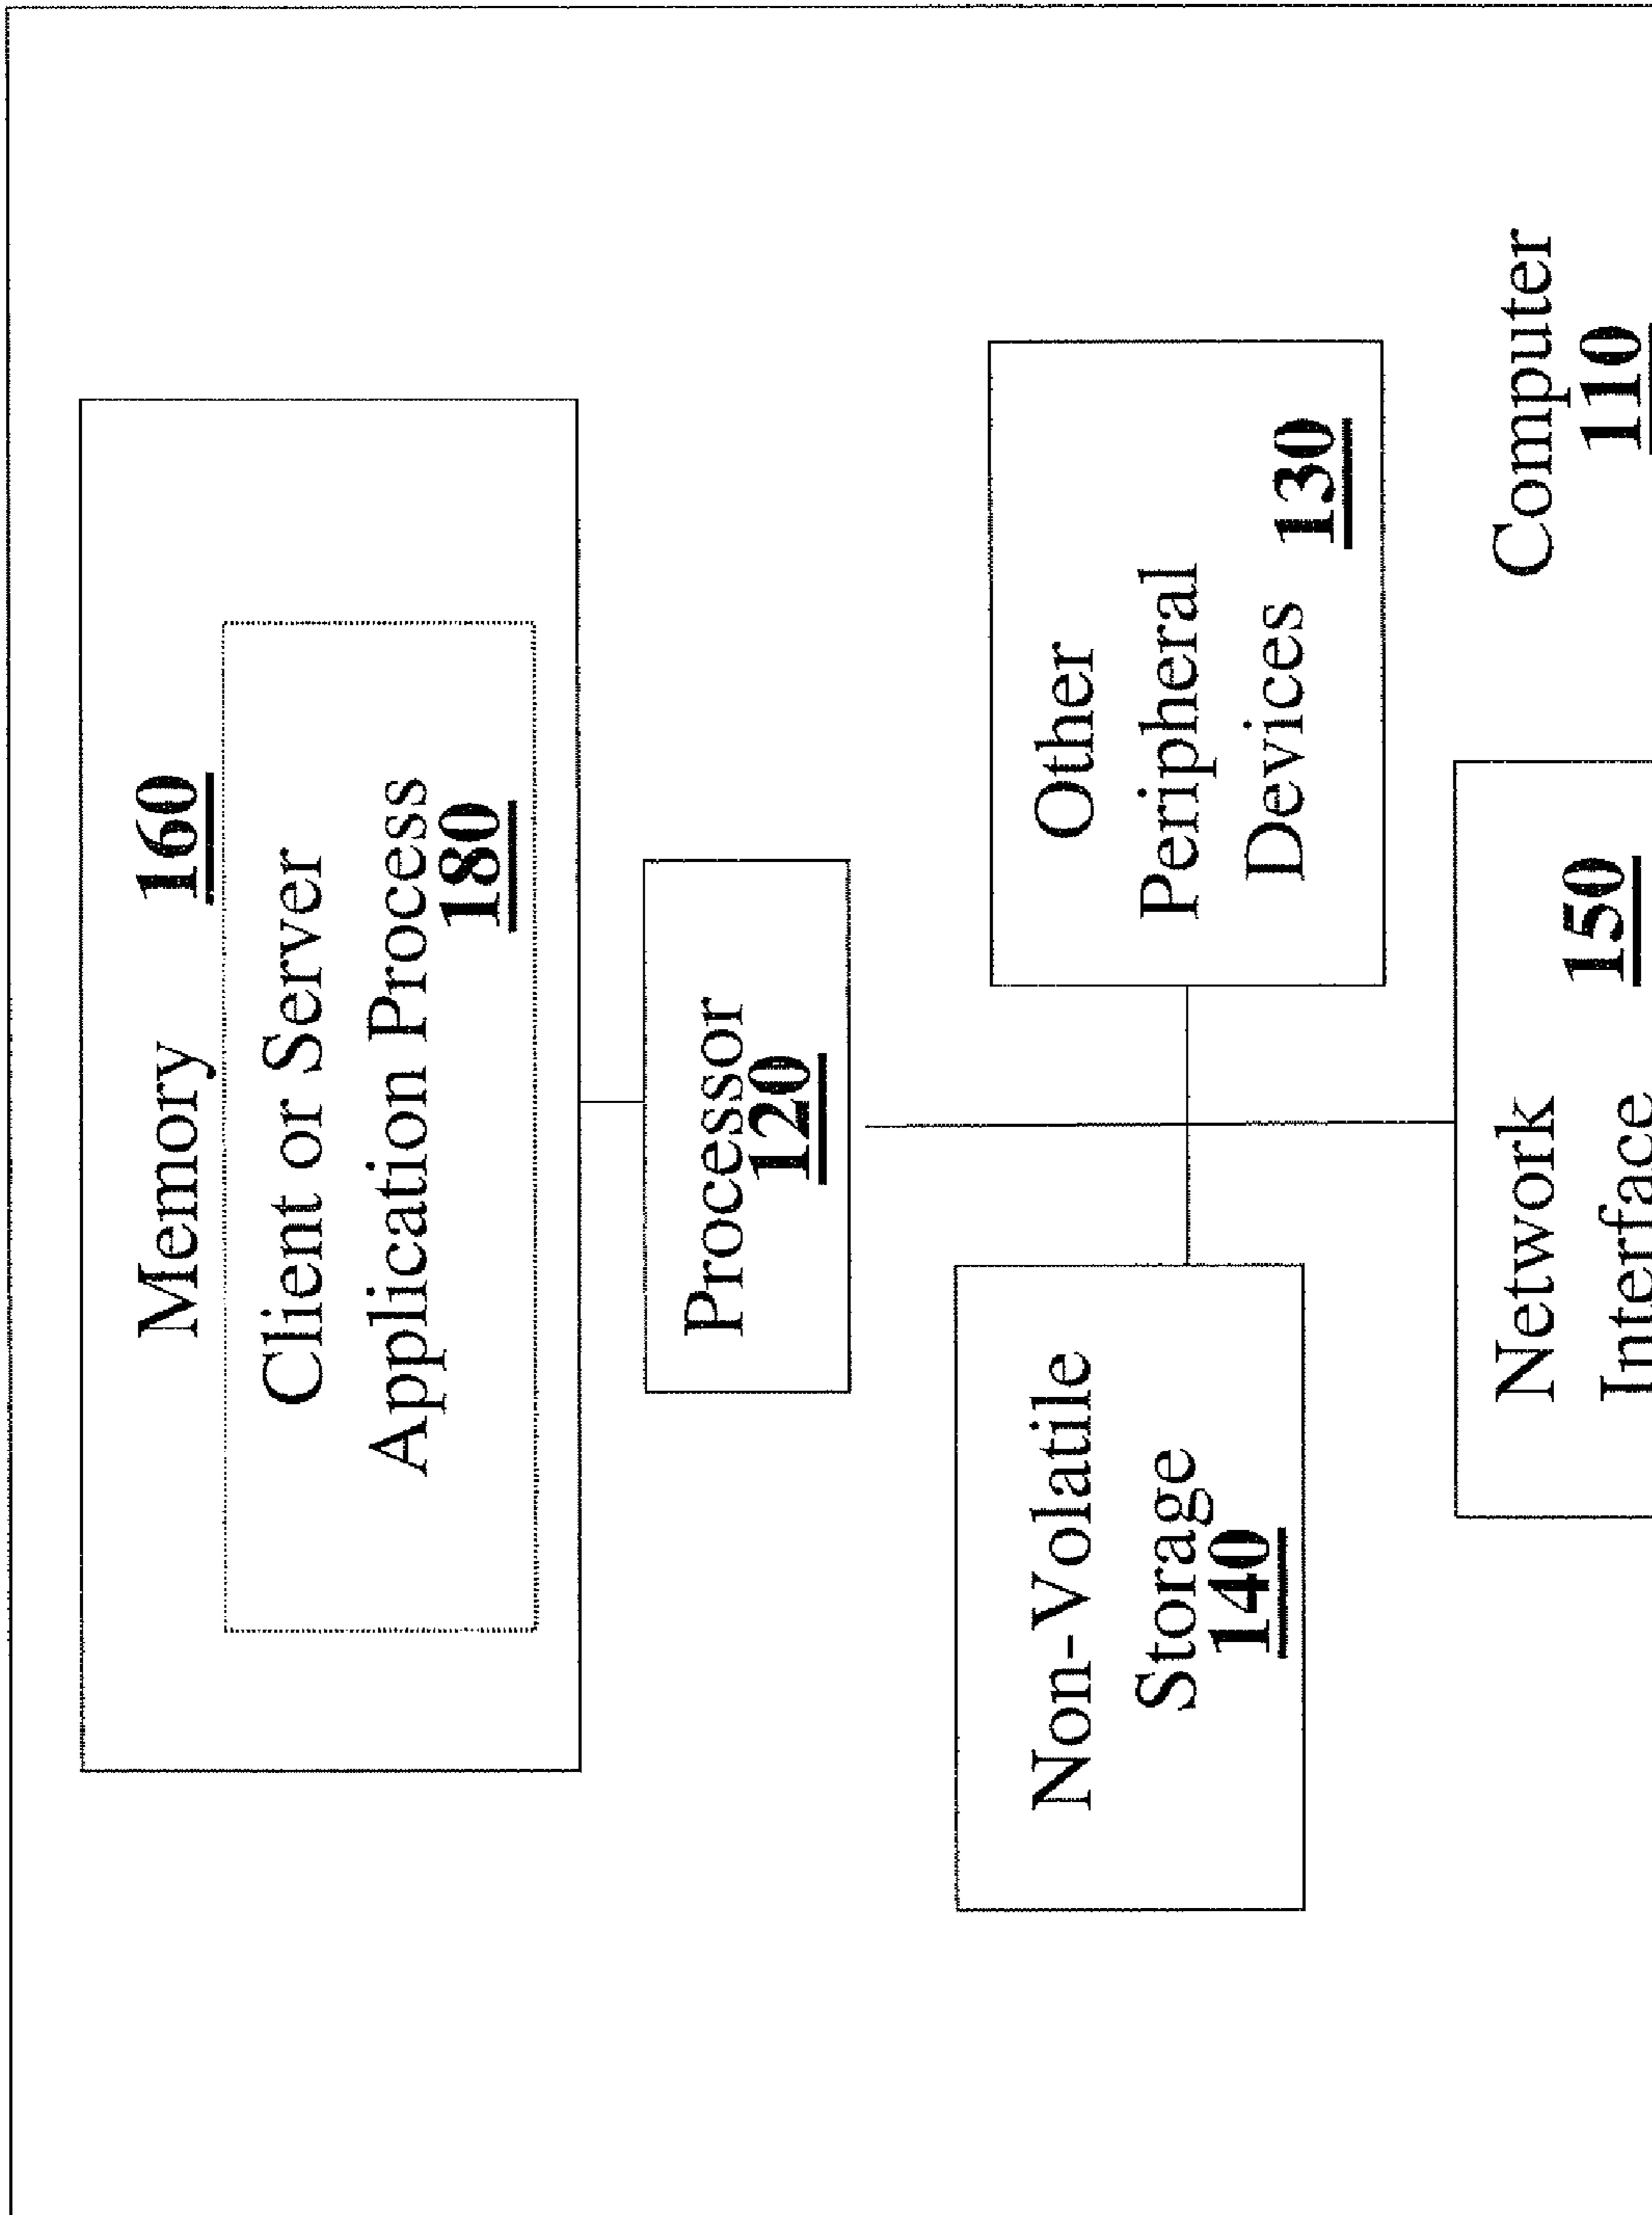 Memory 160
Client or Server
Application Process
180
Processor
120
Non-Volatile
Storage
140
Other
Peripheral
Devices 130
Network
Interface 150
Computer
110